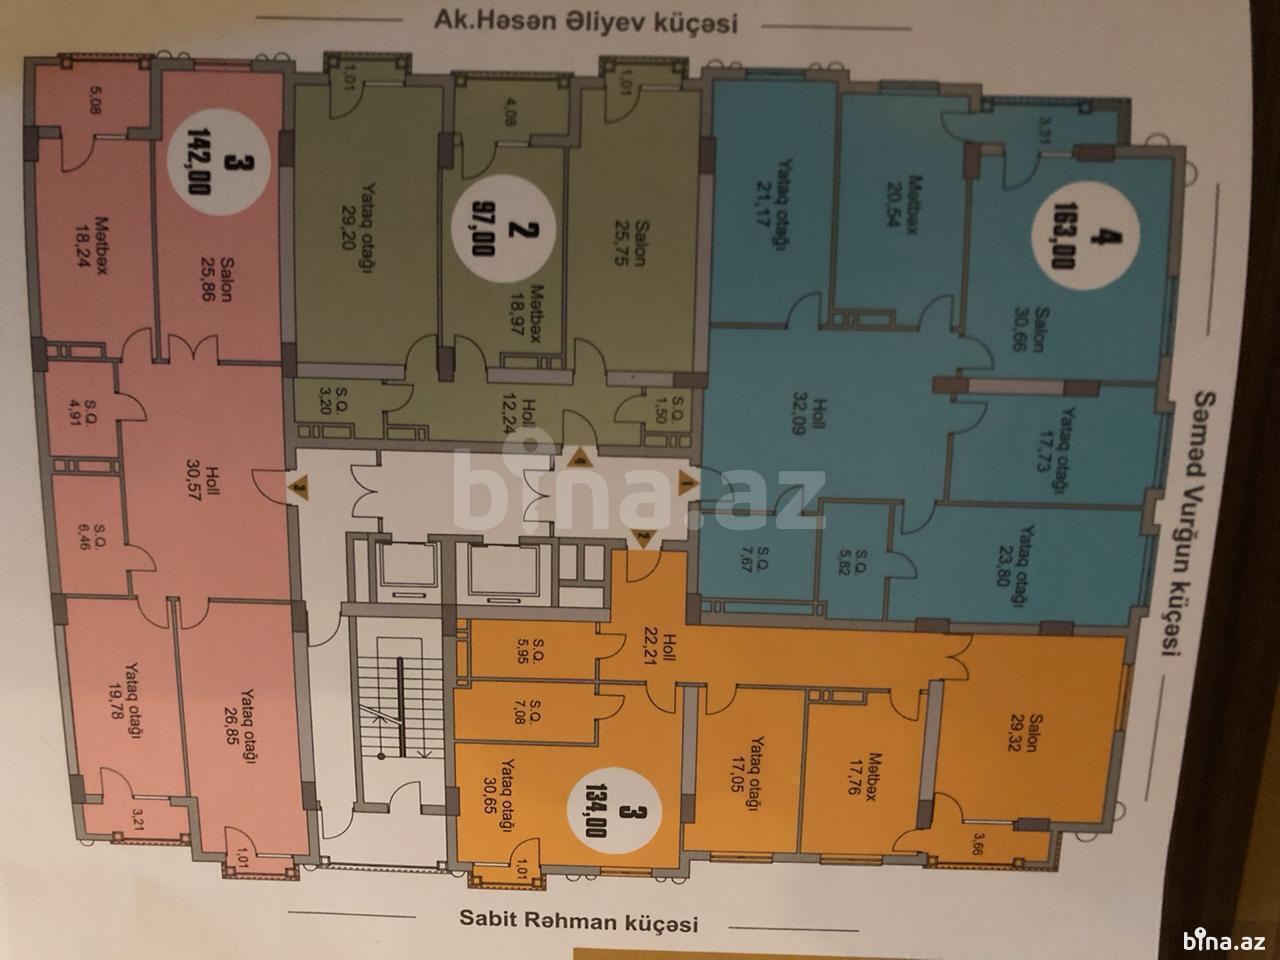 Ak.Həsən Əliyev küçəsi
5,08
3
142,00
Mətbəx
18,24
Salon
25,86
S.Q.
4,91
Holl
30,57
S.Q.
6,46
Yataq otağı
19,78
Yataq otağı
26,85
3,21
1,01
3
1,01
Yataq otağı
29,20
4,08
2
97,00
Mətbəx
18,97
1,01
Salon
25,75
S.Q.
3,20
Holl
12,24
S.Q.
1,50
4
1
2
Yataq otağı
21,17
Mətbəx
20,54
3,31
4
163,00
Salon
30,66
Holl
32,09
Yataq otağı
17,73
S.Q.
7,67
S.Q.
5,82
Yataq otağı
23,80
S.Q.
5,95
Holl
22,21
S.Q.
7,08
Yataq otağı
30,65
3
134,00
1,01
Yataq otağı
17,05
Mətbəx
17,76
Salon
29,32
3,66
Səməd Vurğun küçəsi
Sabit Rəhman küçəsi
bina.az
bina.az